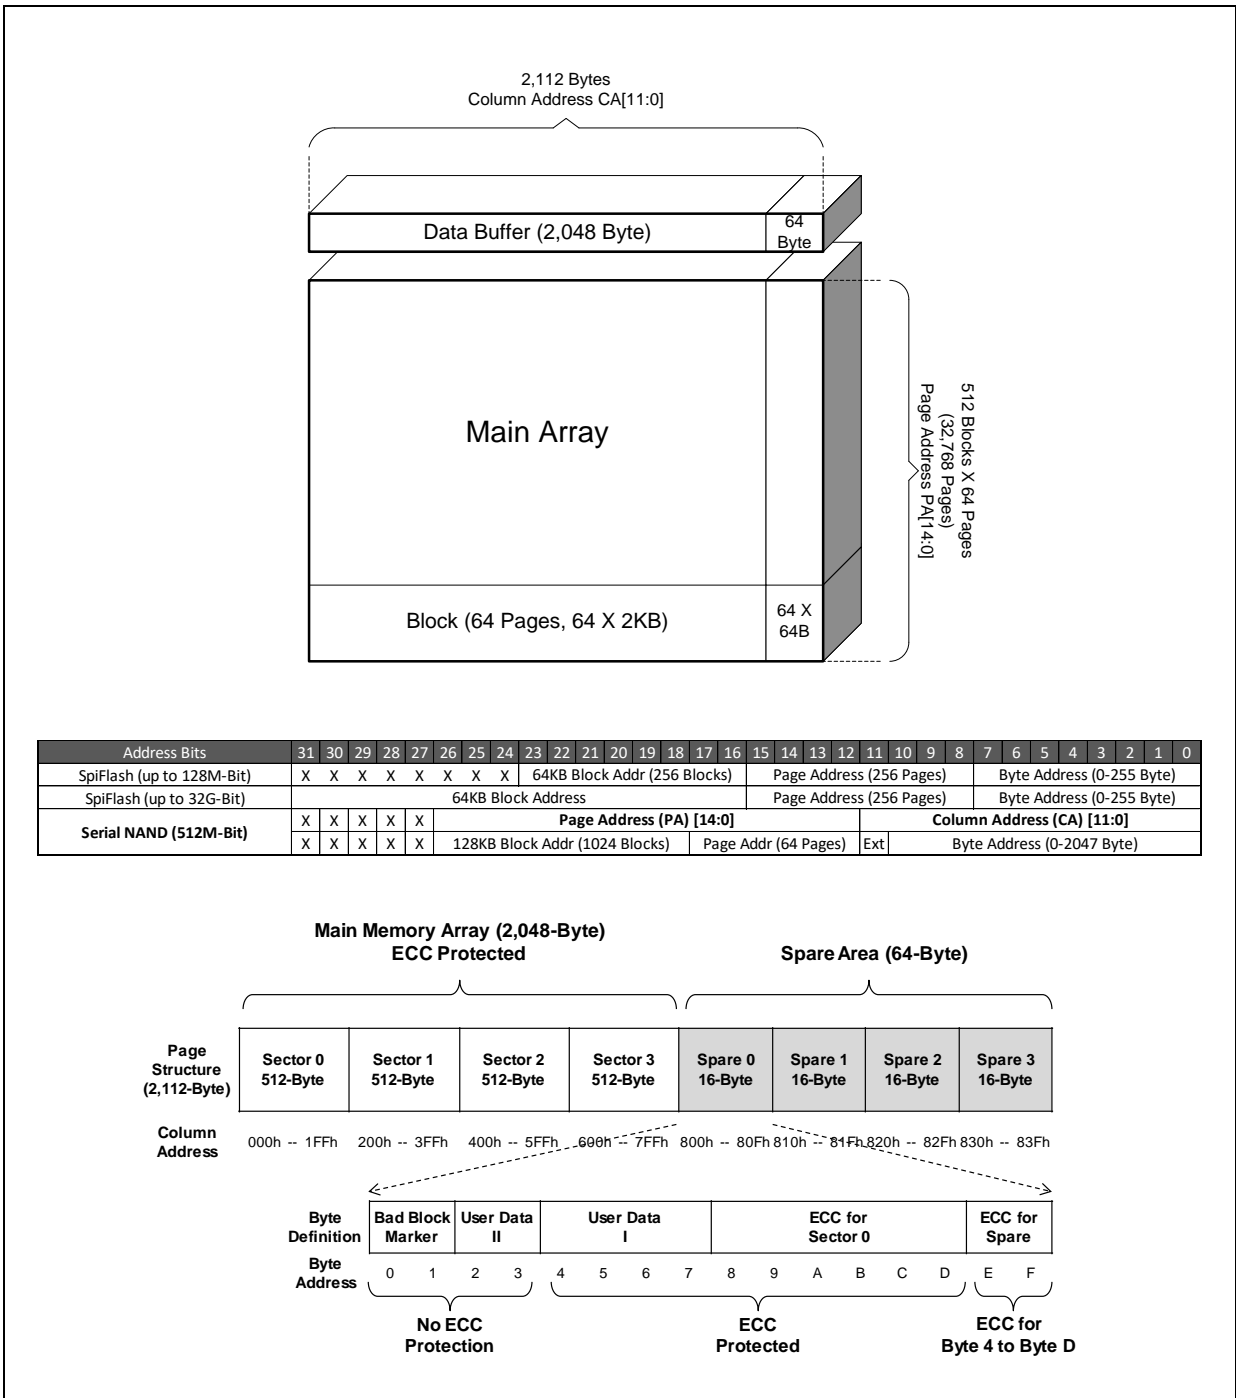 2,112 Bytes
Column Address CA[11:0]
Data Buffer (2,048 Byte)
64
Byte
Main Array
512 Blocks X 64 Pages
(32,768 Pages)
Page Address PA[14:0]
Block (64 Pages, 64 X 2KB)
64 X
64B
Address Bits 31 30 29 28 27 26 25 24 23 22 21 20 19 18 17 16 15 14 13 12 11 10 9 8 7 6 5 4 3 2 1 0
SpiFlash (up to 128M-Bit) X X X X X X X X 64KB Block Addr (256 Blocks) Page Address (256 Pages) Byte Address (0-255 Byte)
SpiFlash (up to 32G-Bit) 64KB Block Address Page Address (256 Pages) Byte Address (0-255 Byte)
Serial NAND (512M-Bit) X X X X X Page Address (PA) [14:0] Column Address (CA) [11:0]
X X X X X 128KB Block Addr (1024 Blocks) Page Addr (64 Pages) Ext Byte Address (0-2047 Byte)
Main Memory Array (2,048-Byte)
ECC Protected
Spare Area (64-Byte)
Page
Structure
(2,112-Byte)
Sector 0
512-Byte
Sector 1
512-Byte
Sector 2
512-Byte
Sector 3
512-Byte
Spare 0
16-Byte
Spare 1
16-Byte
Spare 2
16-Byte
Spare 3
16-Byte
Column
Address
000h -- 1FFh 200h -- 3FFh 400h -- 5FFh 600h -- 7FFh 800h -- 80Fh 810h -- 81Fh 820h -- 82Fh 830h -- 83Fh
Byte
Definition
Bad Block
Marker
User Data
II
User Data
I
ECC for
Sector 0
ECC for
Spare
Byte
Address
0 1 2 3 4 5 6 7 8 9 A B C D E F
No ECC
Protection
ECC
Protected
ECC for
Byte 4 to Byte D